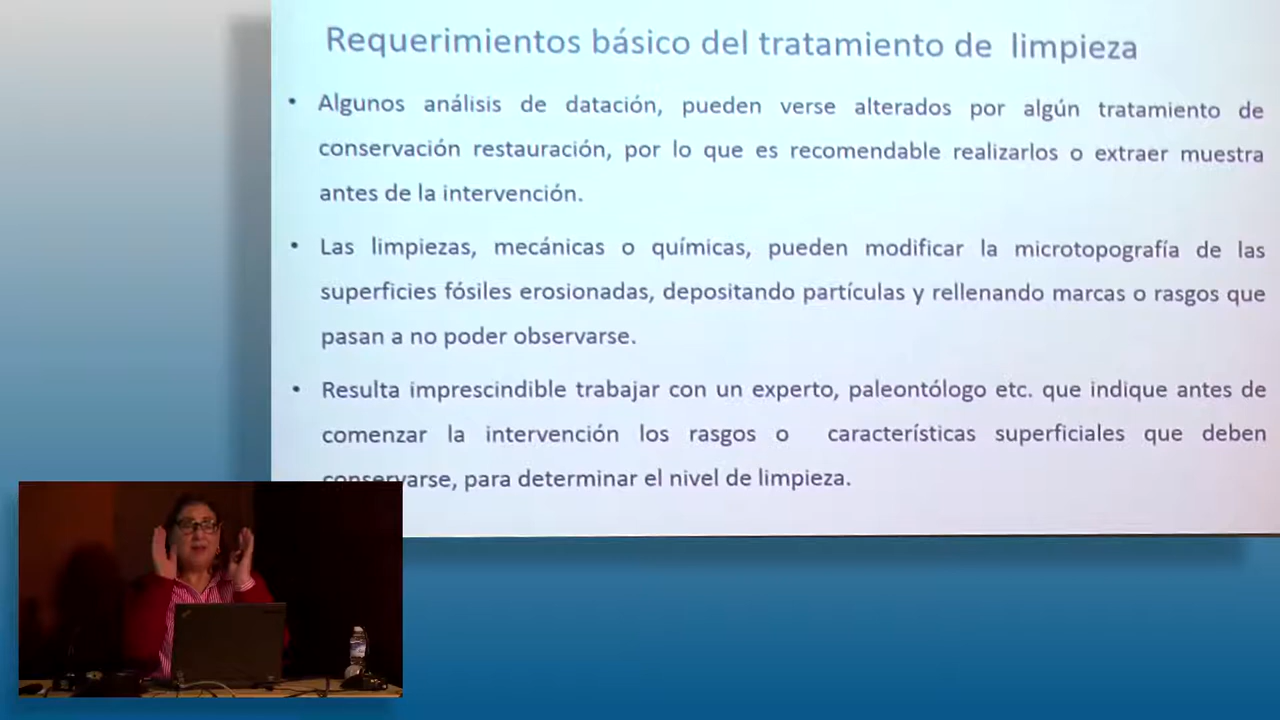 Requerimientos básico del tratamiento de limpieza
• Algunos análisis de datación, pueden verse alterados por algún tratamiento de
conservación restauración, por lo que es recomendable realizarlos o extraer muestra
antes de la intervención.
• Las limpiezas, mecánicas o químicas, pueden modificar la microtopografía de las
superficies fósiles erosionadas, depositando partículas y rellenando marcas o rasgos que
pasan a no poder observarse.
• Resulta imprescindible trabajar con un experto, paleontólogo etc. que indique antes de
comenzar la intervención los rasgos o características superficiales que deben
conservarse, para determinar el nivel de limpieza.